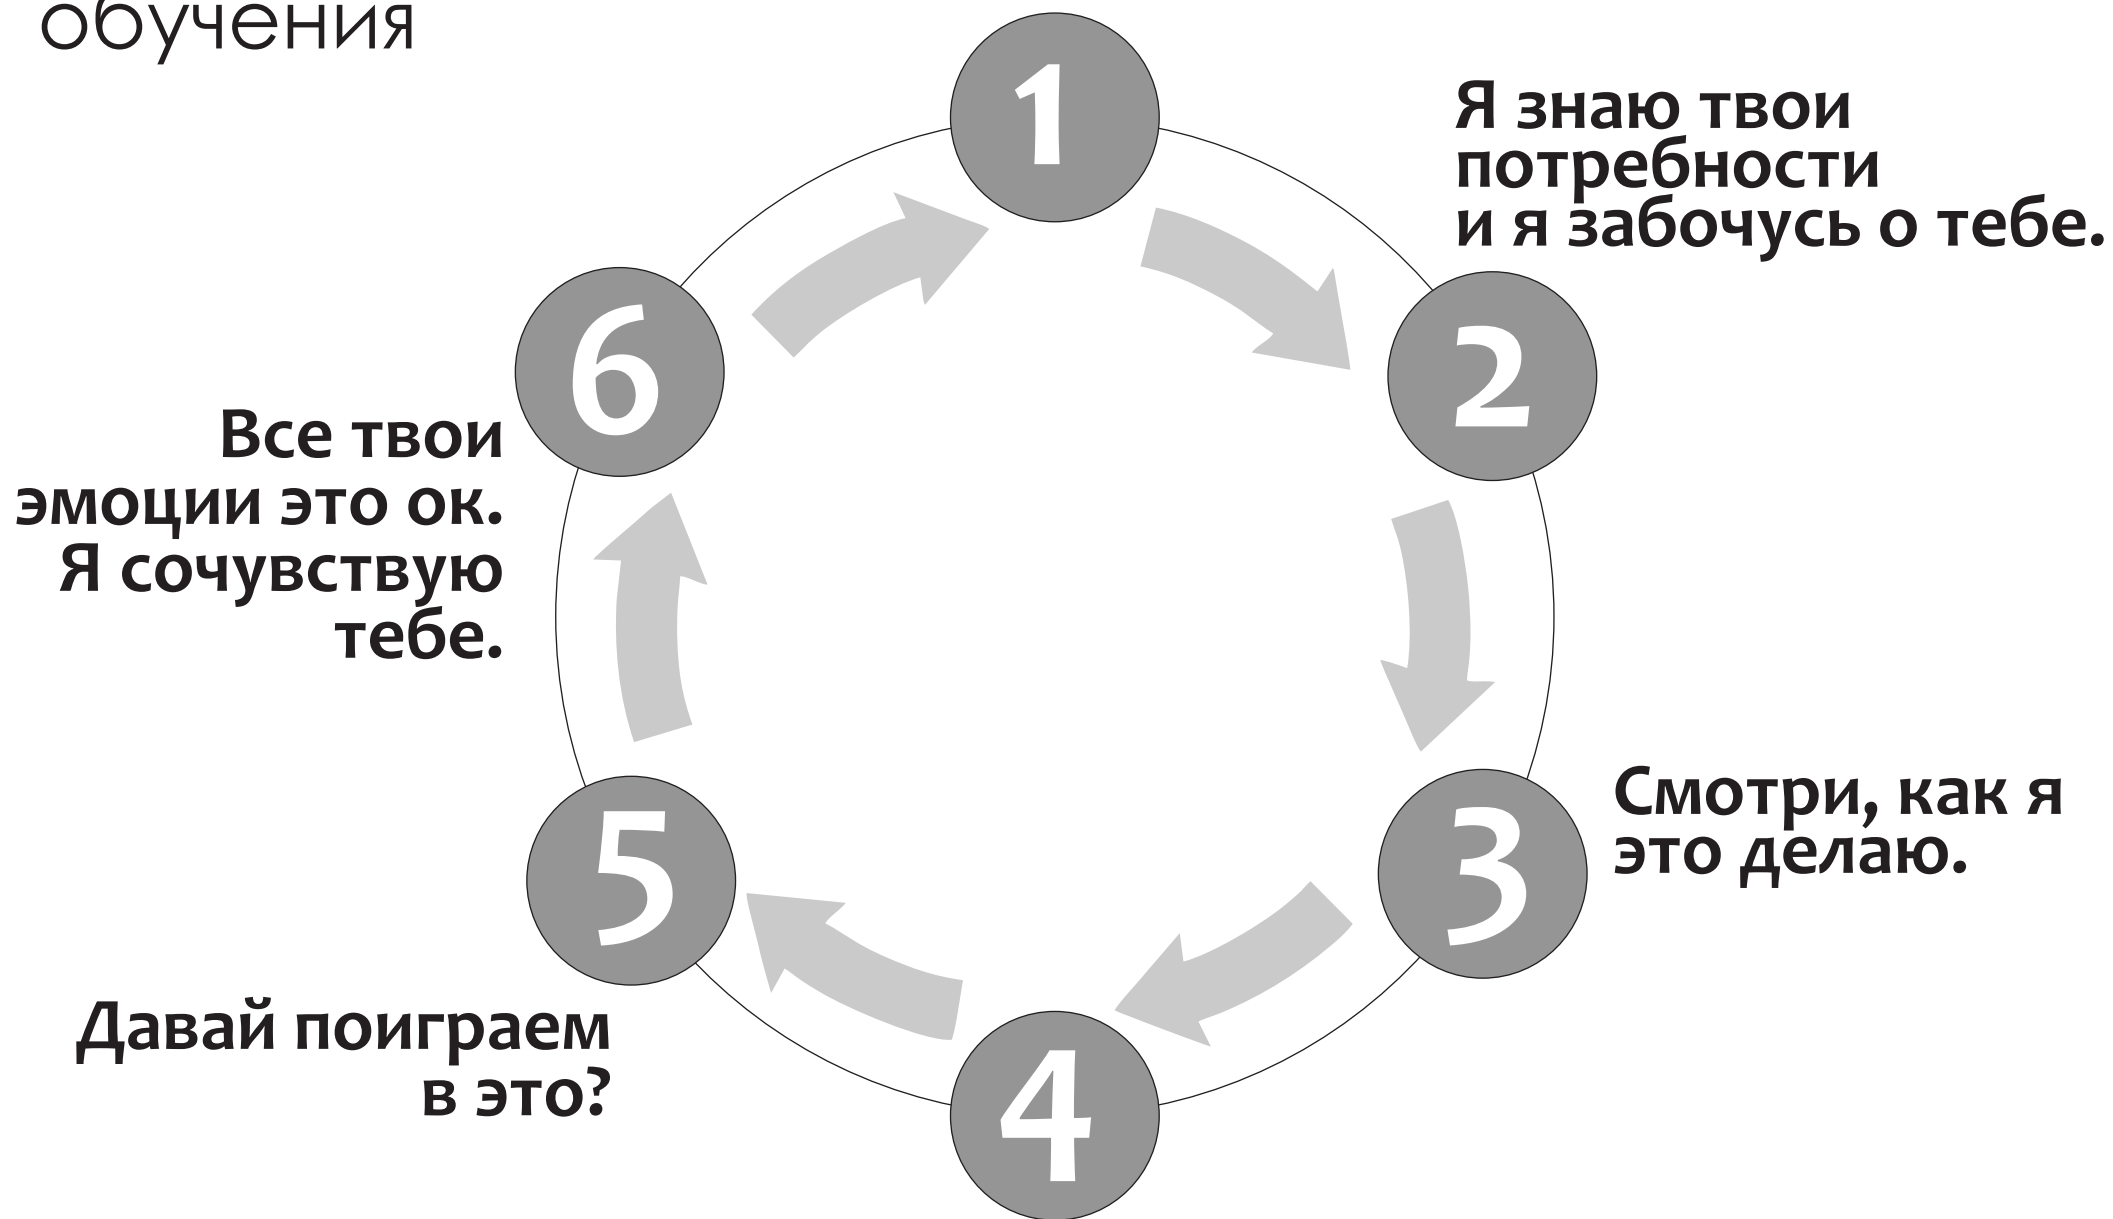 обучения
1
Я знаю твои
потребности
и я забочусь о тебе.
2
Смотри, как я
это делаю.
3
4
Давай поиграем
в это?
5
Все твои
эмоции это ок.
Я сочувствую
тебе.
6